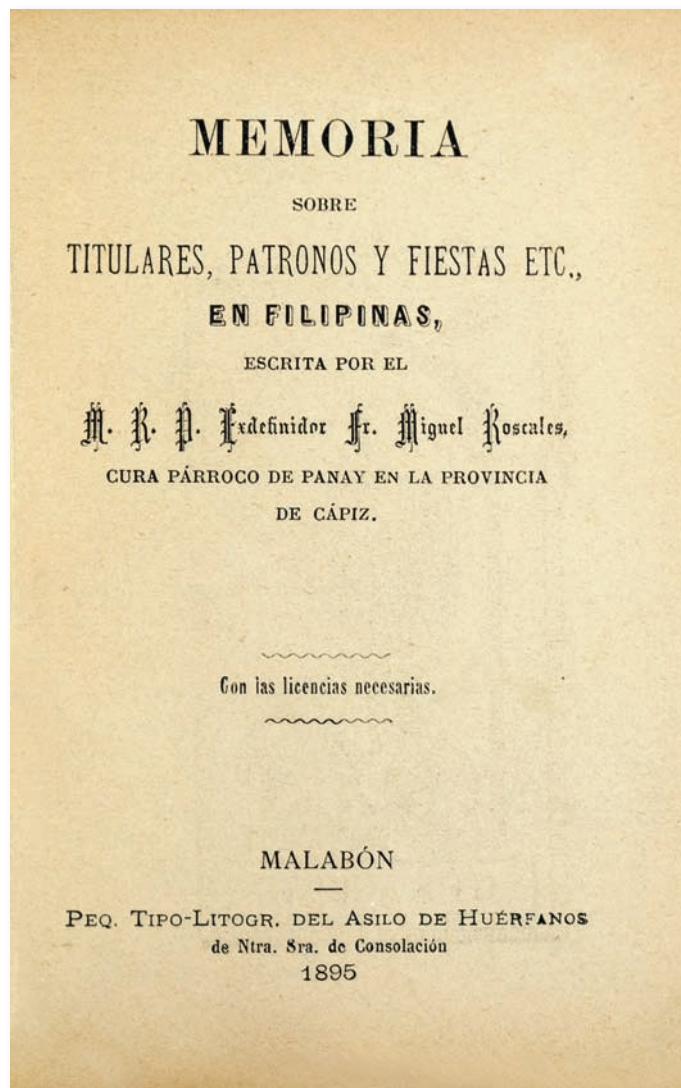 MEMORIA
SOBRE
TITULARES, PATRONOS Y FIESTAS ETC.,
EN FILIPINAS,
ESCRITA POR EL
M. R. P. Exdefinidor Fr. Miguel Roscales,
CURA PÁRROCO DE PANAY EN LA PROVINCIA
DE CÁPIZ.
Con las licencias necesarias.
MALABÓN
PEQ. TIPO-LITOGR. DEL ASILO DE HUÉRFANOS
de Ntra. Sra. de Consolación
1895